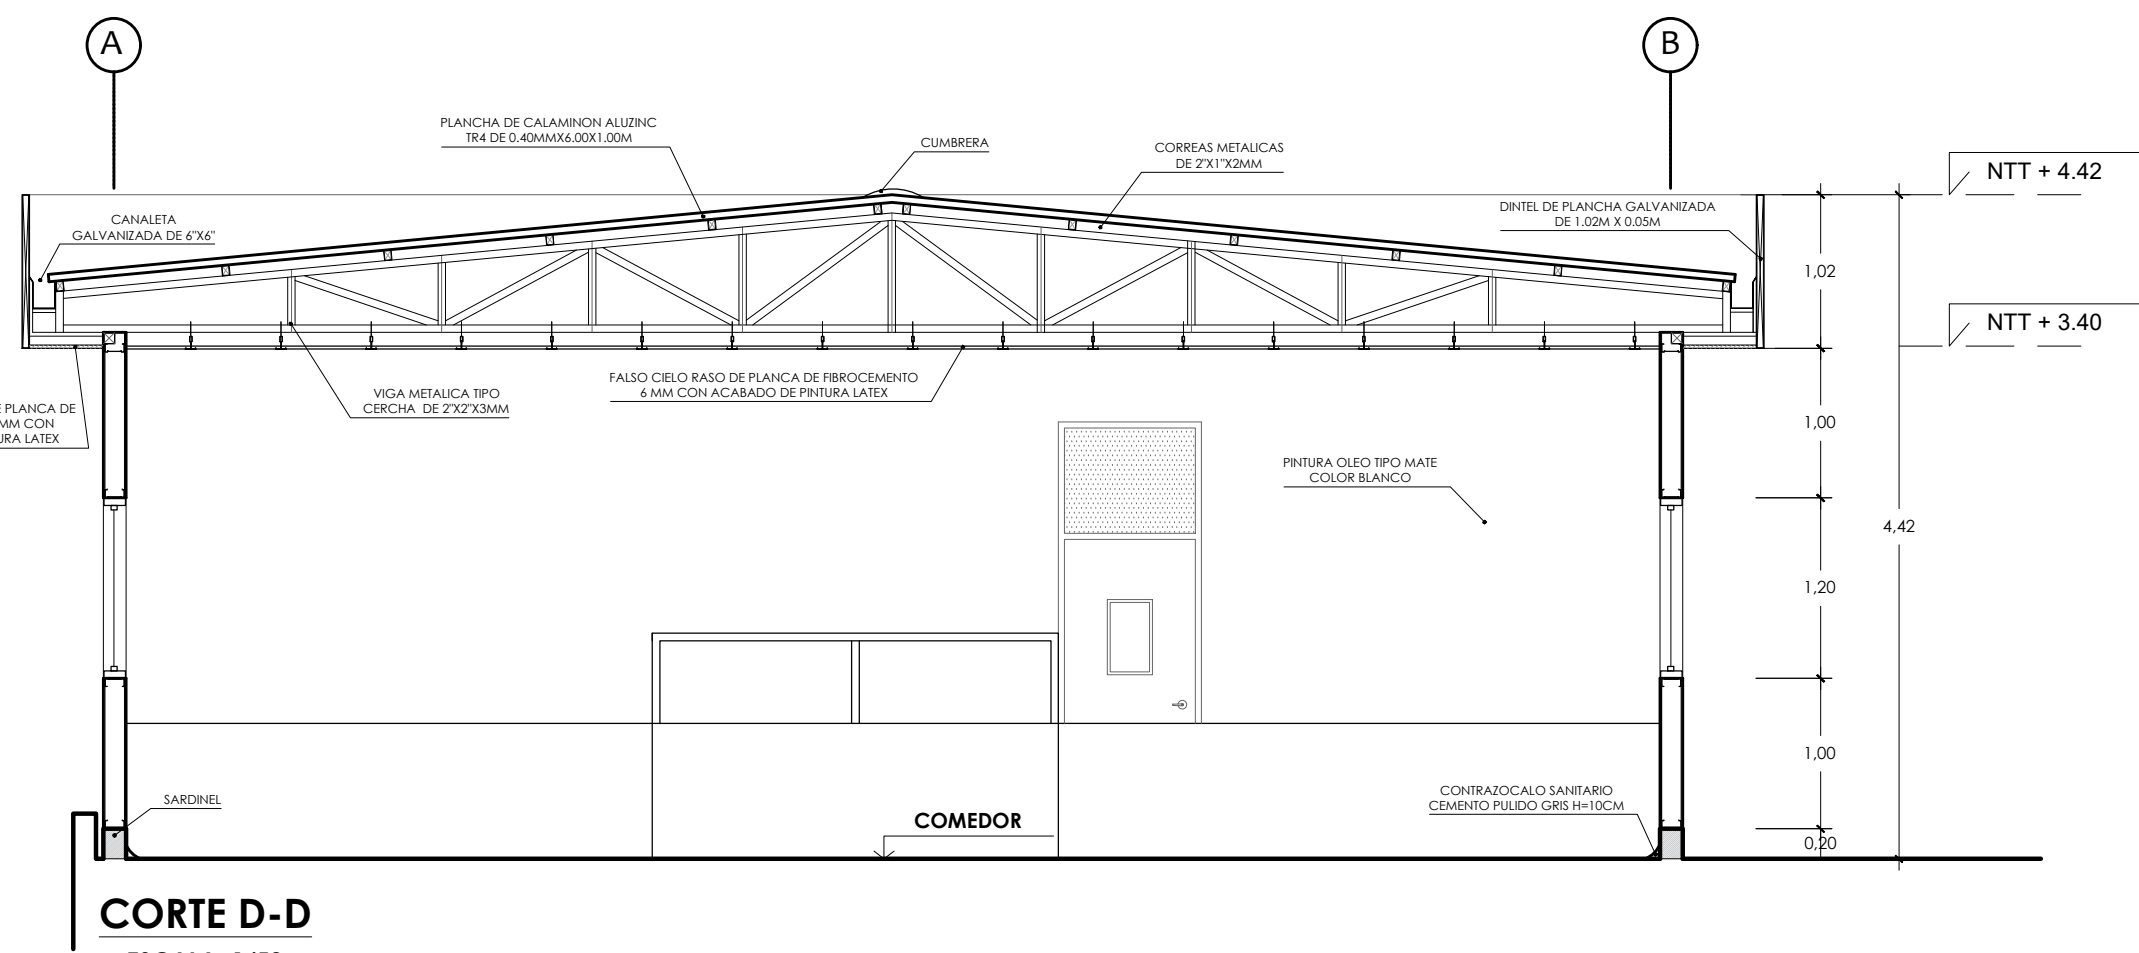 A
B
PLANCHA DE CALAMINON ALUZINC
TR4 DE 0.40MMX6.00X1.00M
CUMBRERA
CORREAS METALICAS
DE 2"X1"X2MM
NTT + 4.42
CANALETA
GALVANIZADA DE 6"X6"
DINTEL DE PLANCHA GALVANIZADA
DE 1.02M X 0.05M
1,02
NTT + 3.40
VIGA METALICA TIPO
CERCHA DE 2"X2"X3MM
FALSO CIELO RASO DE PLANCA DE FIBROCEMENTO
6 MM CON ACABADO DE PINTURA LATEX
PLANCA DE
MM CON
LATEX
1,00
PINTURA OLEO TIPO MATE
COLOR BLANCO
4,42
1,20
1,00
SARDINEL
COMEDOR
CONTRAZOCALO SANITARIO
CEMENTO PULIDO GRIS H=10CM
0,20
CORTE D-D